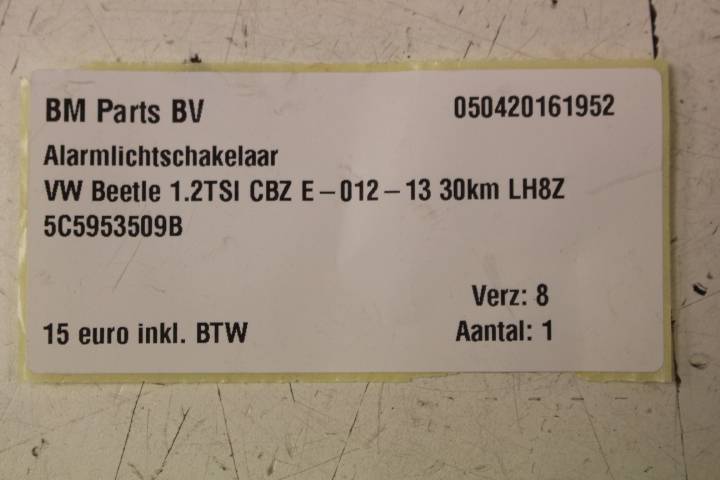 BM Parts BV 050420161952
Alarmlichtschakelaar
VW Beetle 1.2TSI CBZ E-012-13 30km LH8Z
5C5953509B
Verz: 8
15 euro inkl. BTW Aantal: 1